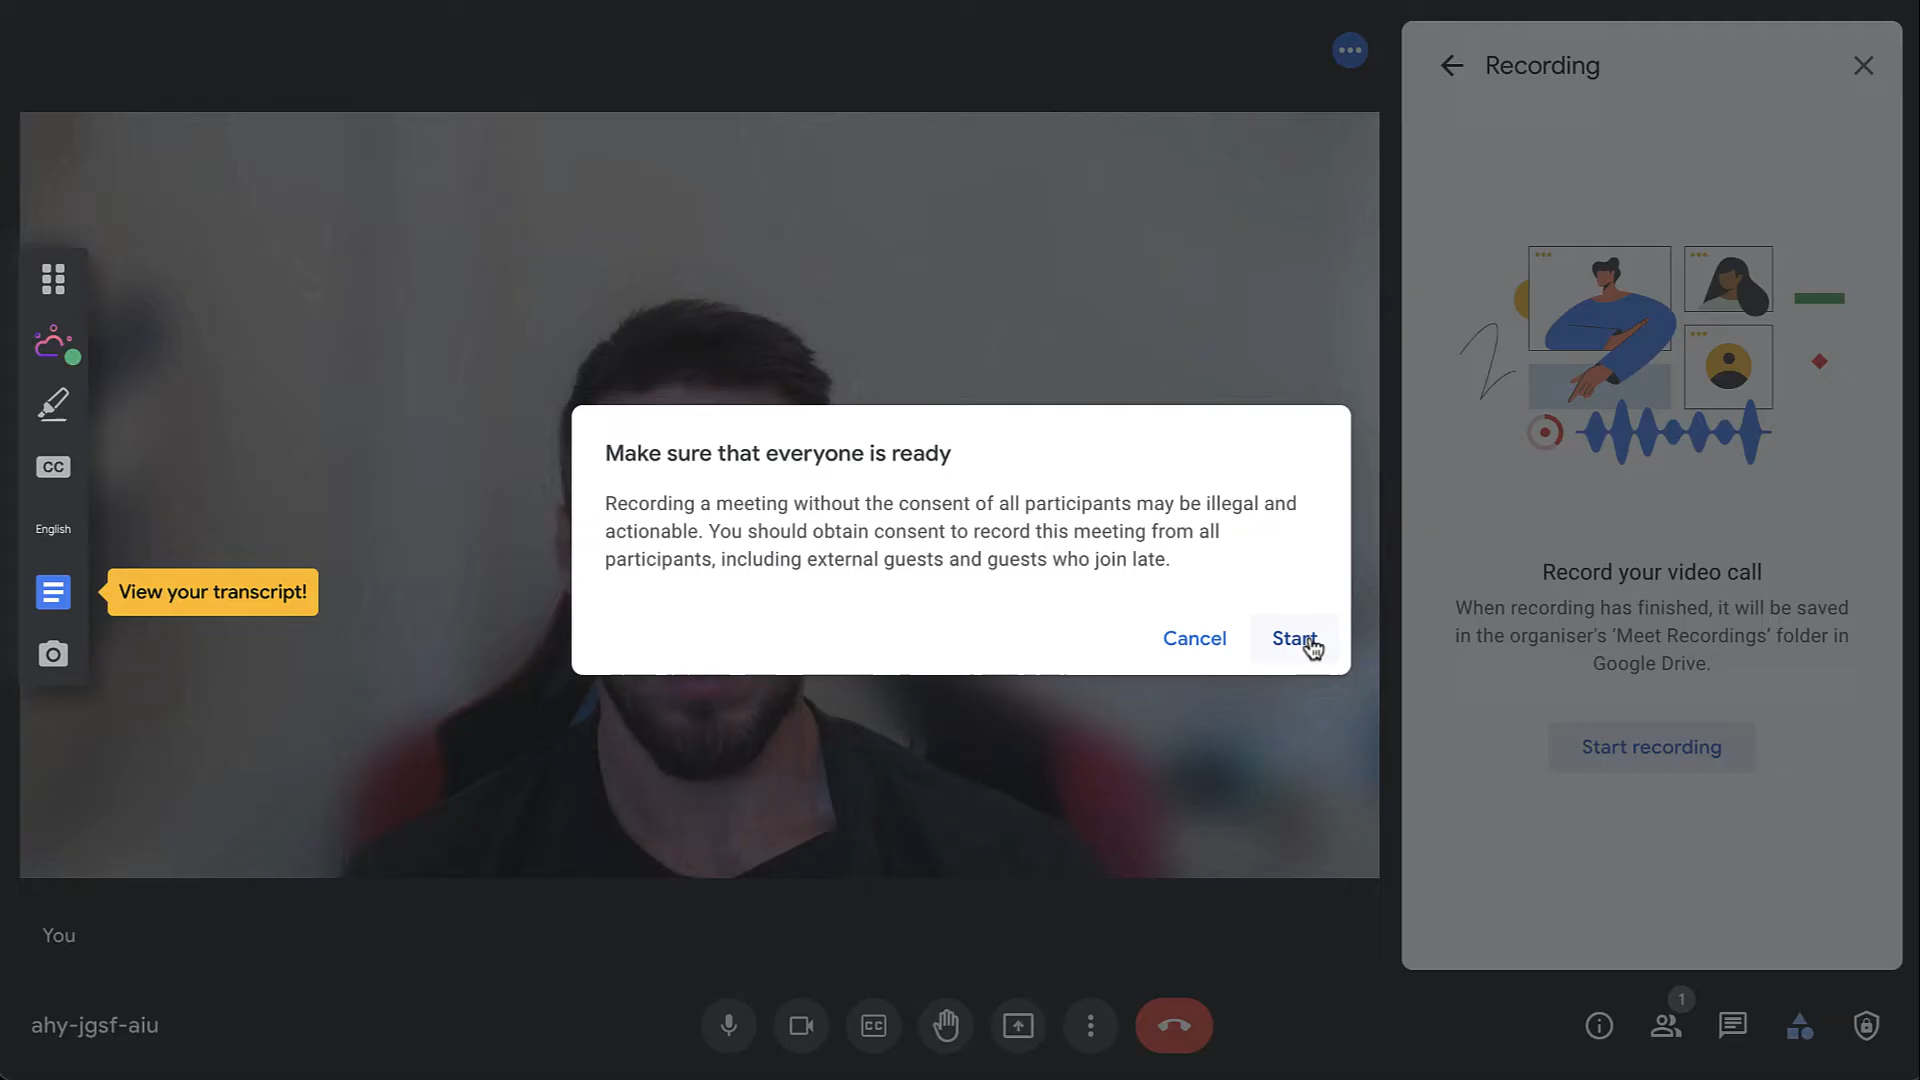 Recording
Make sure that everyone is ready
Recording a meeting without the consent of all participants may be illegal and
actionable. You should obtain consent to record this meeting from all
participants, including external guests and guests who join late.
Cancel
Start
CC
English
View your transcript!
Record your video call
When recording has finished, it will be saved
in the organiser's 'Meet Recordings' folder in
Google Drive.
Start recording
You
ahy-jgsf-aiu
CC
1